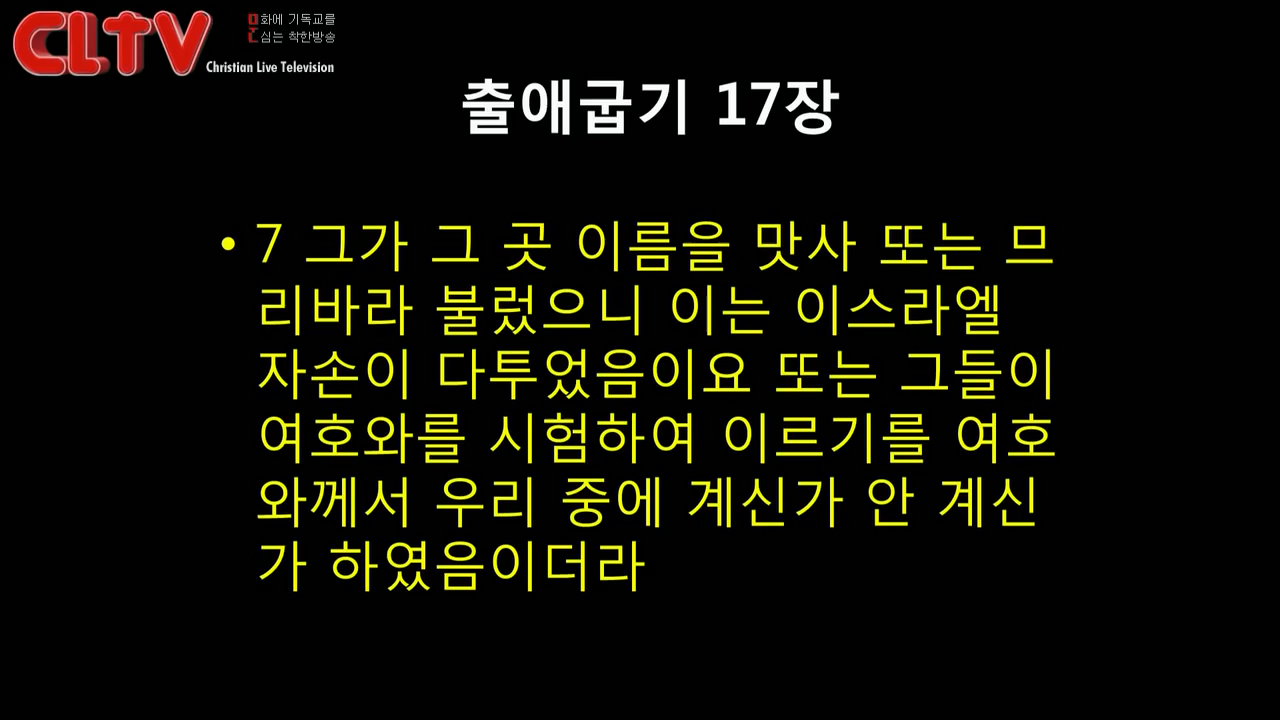 CLTV
문화에 기독교를
심는 착한방송
Christian Live Television
출애굽기 17장
• 7 그가 그 곳 이름을 맛사 또는 므
리바라 불렀으니 이는 이스라엘
자손이 다투었음이요 또는 그들이
여호와를 시험하여 이르기를 여호
와께서 우리 중에 계신가 안 계신
가 하였음이더라